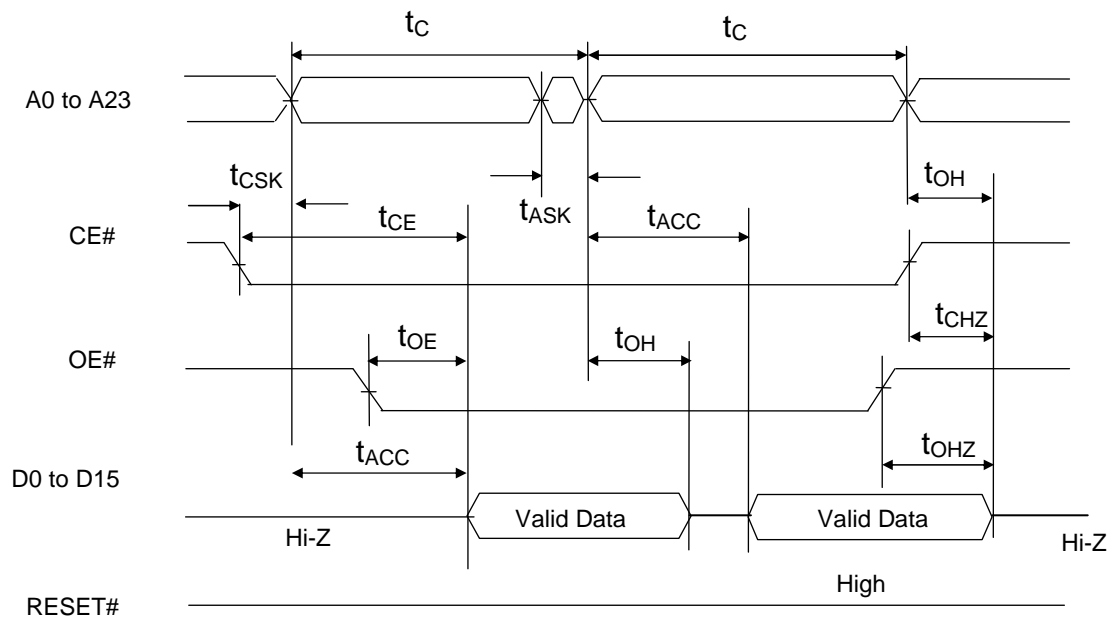 tC tC
A0 to A23
tCSK tASK tOH
tCE tACC
CE#
tCHZ
tOE tOH
OE#
tACC tOHZ
D0 to D15
Valid Data Valid Data
Hi-Z Hi-Z
High
RESET#